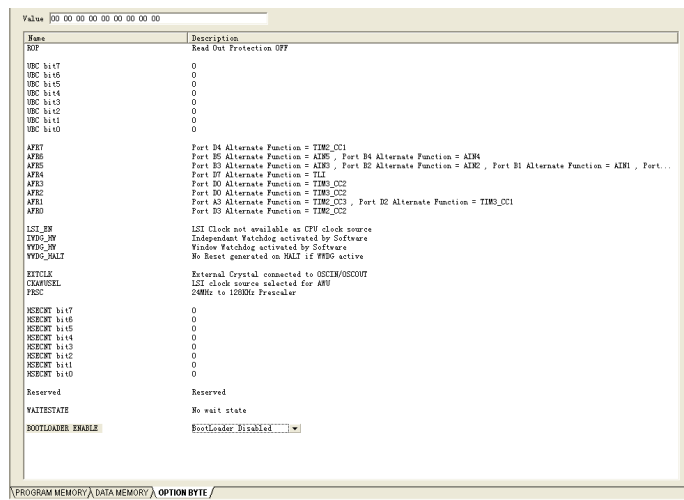 Value 00 00 00 00 00 00 00 00 00 00
Name Description
ROP Read Out Protection OFF
UBC bit7 0
UBC bit6 0
UBC bit5 0
UBC bit4 0
UBC bit3 0
UBC bit2 0
UBC bit1 0
UBC bit0 0
AFR7 Port D4 Alternate Function = TIM2_CC1
AFR6 Port B5 Alternate Function = AIN5 , Port B4 Alternate Function = AIN4
AFR5 Port B3 Alternate Function = AIN3 , Port B2 Alternate Function = AIN2 , Port B1 Alternate Function = AIN1 , Port...
AFR4 Port D7 Alternate Function = TLI
AFR3 Port D0 Alternate Function = TIM3_CC2
AFR2 Port D0 Alternate Function = TIM3_CC2
AFR1 Port A3 Alternate Function = TIM2_CC3 , Port D2 Alternate Function = TIM3_CC1
AFR0 Port D3 Alternate Function = TIM2_CC2
LSI_EN LSI Clock not available as CPU clock source
IWDG_HW Independant Watchdog activated by Software
WWDG_HW Window Watchdog activated by Software
WWDG_HALT No Reset generated on HALT if WWDG active
EXTCLK External Crystal connected to OSCIN/OSCOUT
CKAWUSEL LSI clock source selected for AWU
PRSC 24MHz to 128KHz Prescaler
HSECNT bit7 0
HSECNT bit6 0
HSECNT bit5 0
HSECNT bit4 0
HSECNT bit3 0
HSECNT bit2 0
HSECNT bit1 0
HSECNT bit0 0
Reserved Reserved
WAITESTATE No wait state
BOOTLOADER ENABLE BootLoader Disabled
PROGRAM MEMORY DATA MEMORY OPTION BYTE